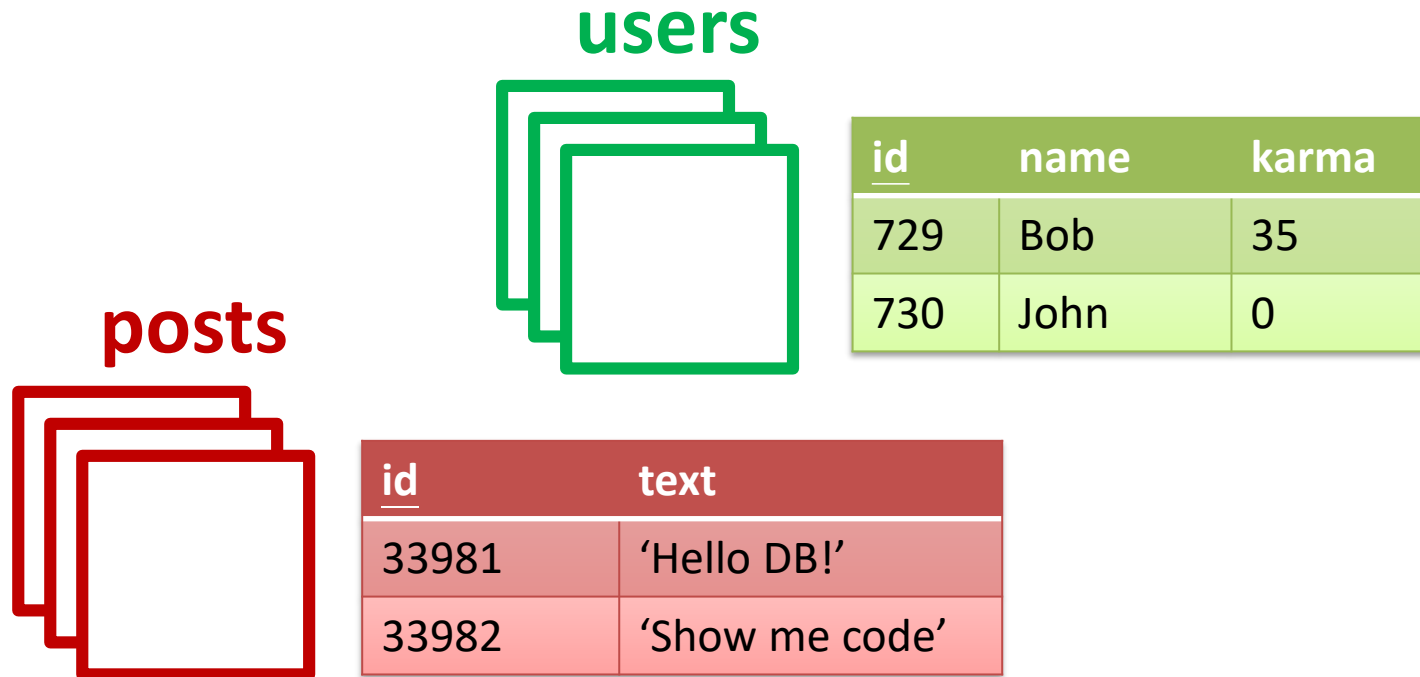 users
id name karma
729 Bob 35
730 John 0
posts
id text
33981 ‘Hello DB!’
33982 ‘Show me code’